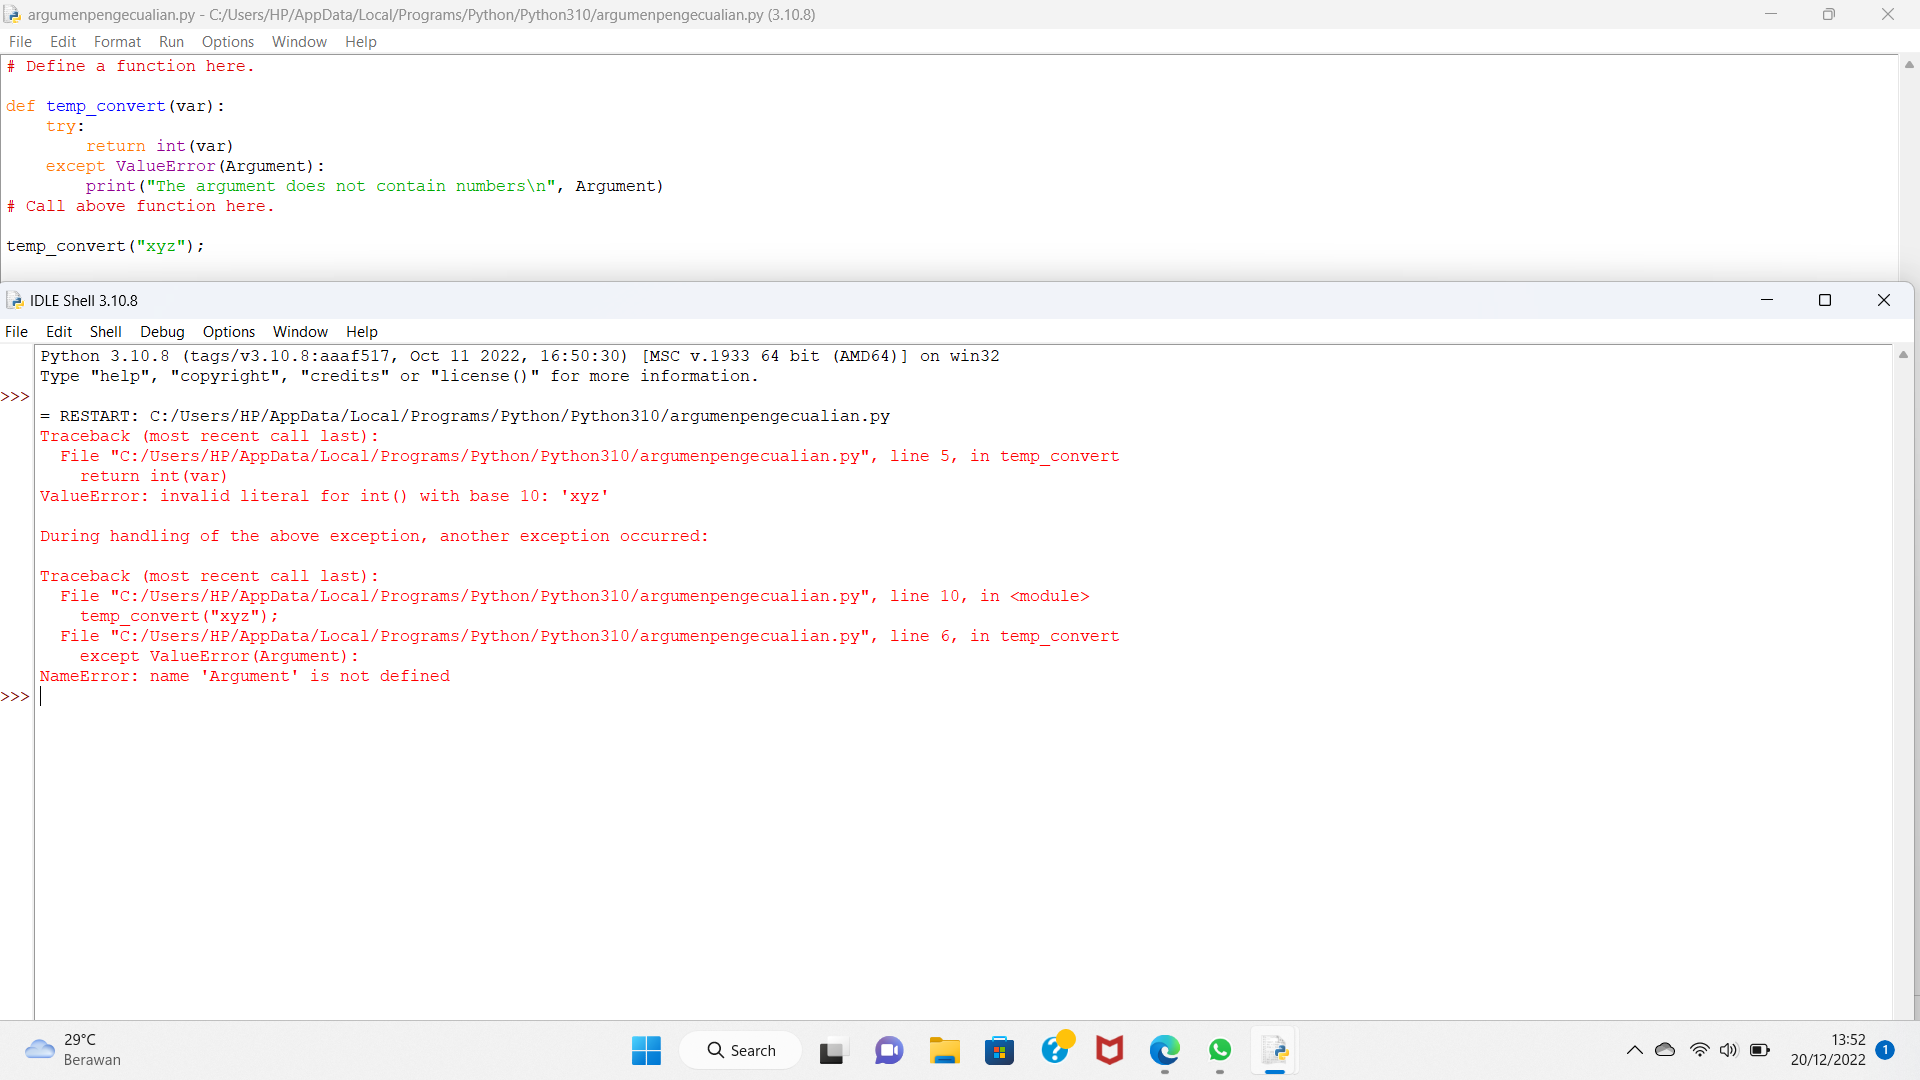 argumenpengecualian.py - C:/Users/HP/AppData/Local/Programs/Python/Python310/argumenpengecualian.py (3.10.8)
File Edit Format Run Options Window Help
# Define a function here.
def temp_convert(var):
    try:
        return int(var)
    except ValueError(Argument):
        print("The argument does not contain numbers\n", Argument)
# Call above function here.
temp_convert("xyz");
IDLE Shell 3.10.8
File Edit Shell Debug Options Window Help
Python 3.10.8 (tags/v3.10.8:aaaf517, Oct 11 2022, 16:50:30) [MSC v.1933 64 bit (AMD64)] on win32
Type "help", "copyright", "credits" or "license()" for more information.
>>>
= RESTART: C:/Users/HP/AppData/Local/Programs/Python/Python310/argumenpengecualian.py
Traceback (most recent call last):
  File "C:/Users/HP/AppData/Local/Programs/Python/Python310/argumenpengecualian.py", line 5, in temp_convert
    return int(var)
ValueError: invalid literal for int() with base 10: 'xyz'
During handling of the above exception, another exception occurred:
Traceback (most recent call last):
  File "C:/Users/HP/AppData/Local/Programs/Python/Python310/argumenpengecualian.py", line 10, in <module>
    temp_convert("xyz");
  File "C:/Users/HP/AppData/Local/Programs/Python/Python310/argumenpengecualian.py", line 6, in temp_convert
    except ValueError(Argument):
NameError: name 'Argument' is not defined
>>>
29°C
Berawan
Search
13:52
20/12/2022
1